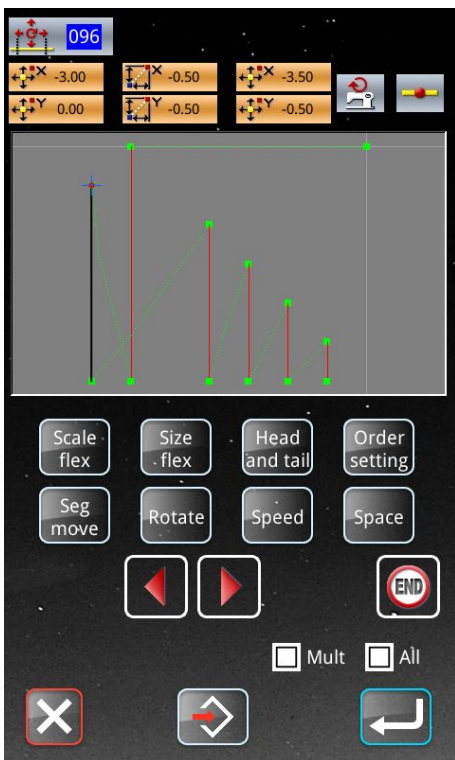 096
X -3.00 X -0.50 X -3.50
Y 0.00 Y -0.50 Y -0.50
Scale flex
Size flex
Head and tail
Order setting
Seg move
Rotate
Speed
Space
END
Mult All